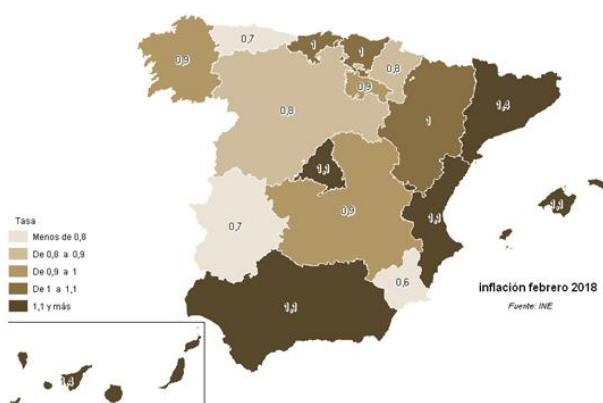 0,7
1
1
0,9
0,8
0,9
1,4
0,8
1
1,1
1,1
0,9
1,1
0,7
0,6
1,1
1,4
Tasa
Menos de 0,8
De 0,8 a 0,9
De 0,9 a 1
De 1 a 1,1
1,1 y más
inflación febrero 2018
Fuente: INE